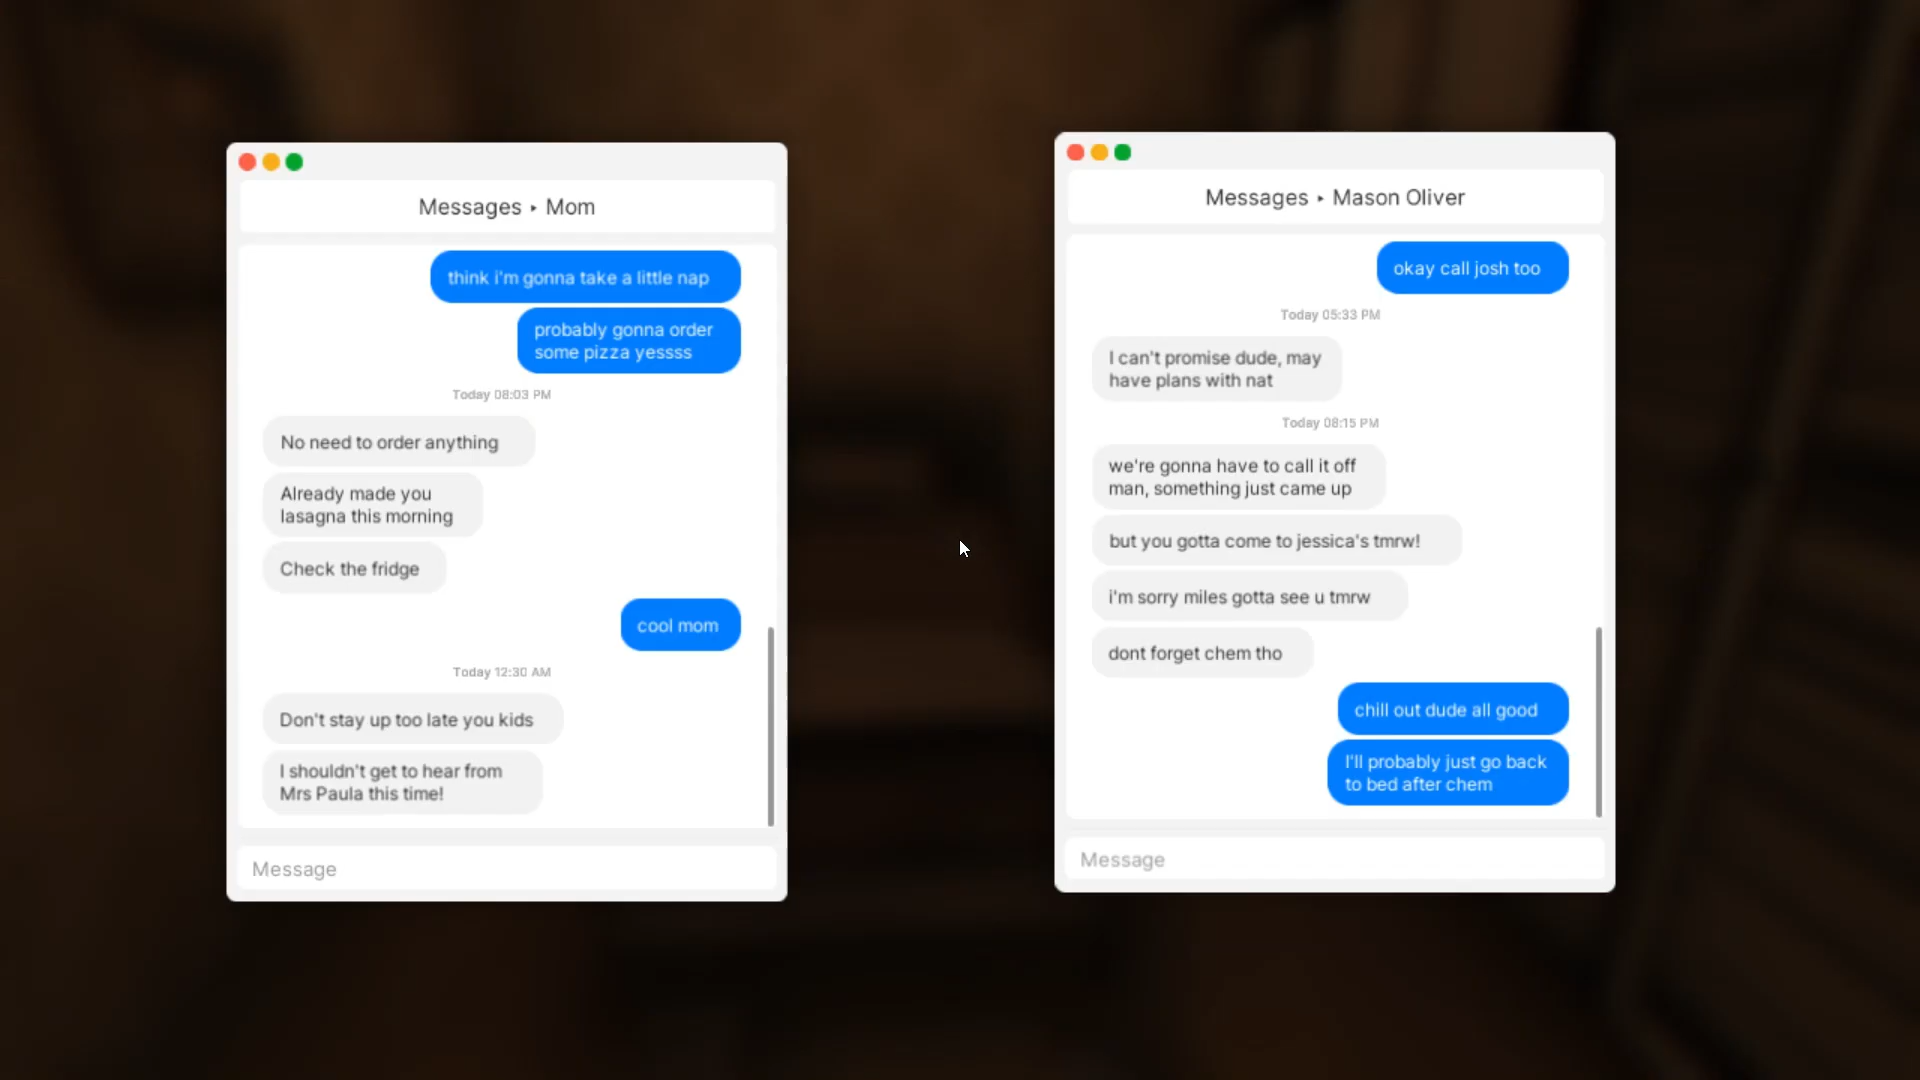 Messages ▸ Mom
think i'm gonna take a little nap
probably gonna order
some pizza yessss
Today 08:03 PM
No need to order anything
Already made you
lasagna this morning
Check the fridge
cool mom
Today 12:30 AM
Don't stay up too late you kids
I shouldn't get to hear from
Mrs Paula this time!
Message
Messages ▸ Mason Oliver
okay call josh too
Today 05:33 PM
I can't promise dude, may
have plans with nat
Today 08:15 PM
we're gonna have to call it off
man, something just came up
but you gotta come to jessica's tmrw!
i'm sorry miles gotta see u tmrw
dont forget chem tho
chill out dude all good
I'll probably just go back
to bed after chem
Message